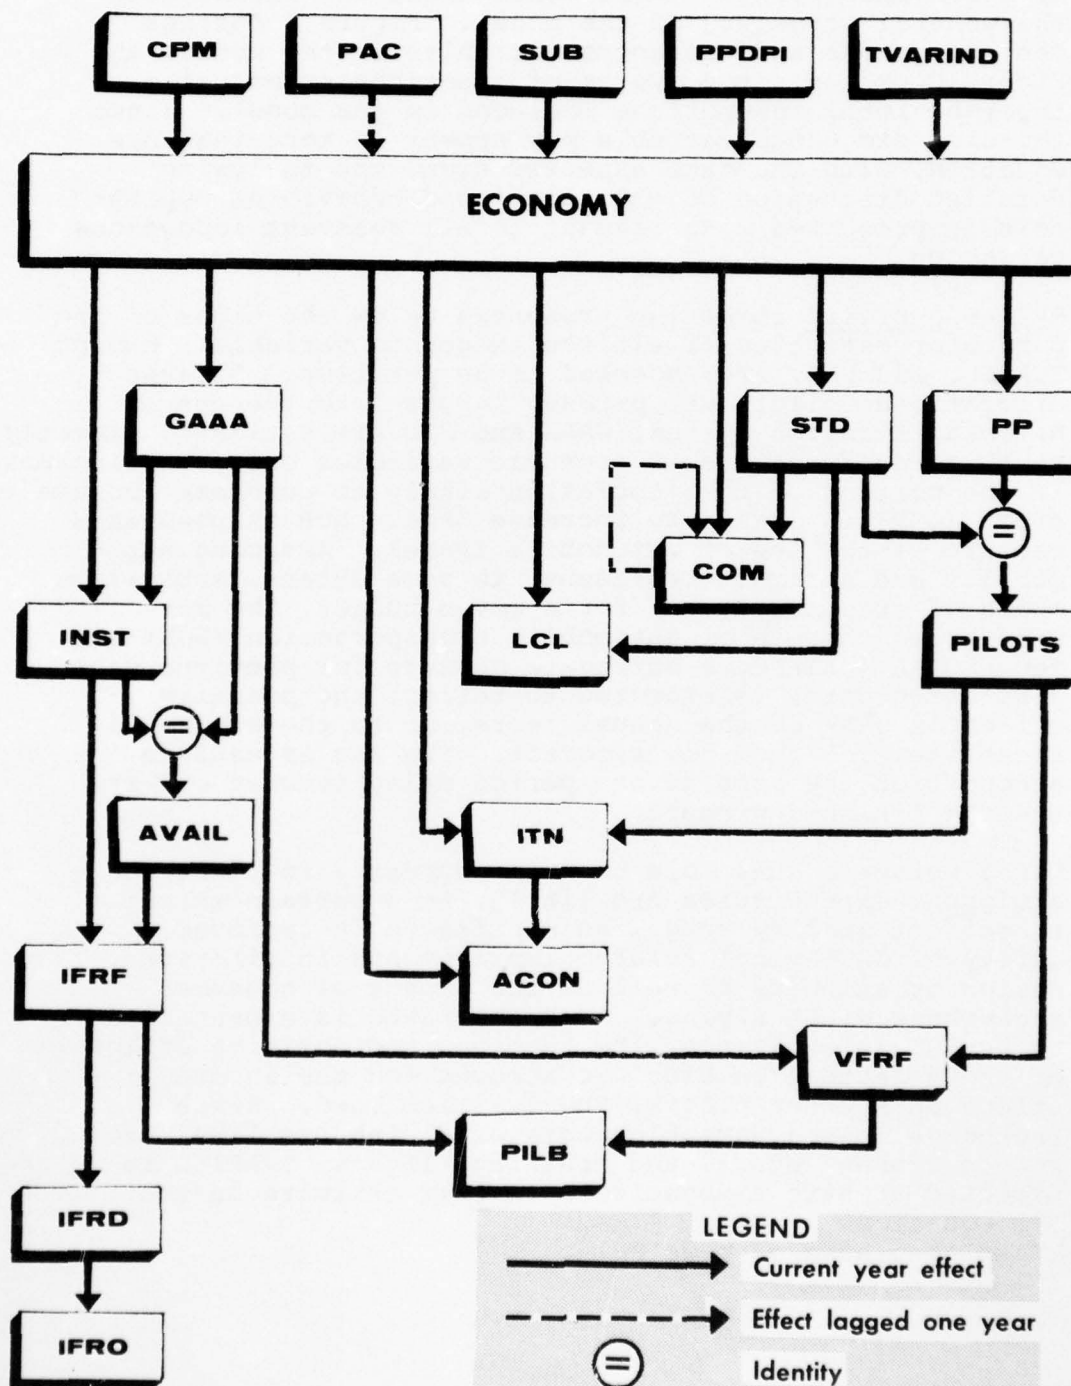 CPM
PAC
SUB
PPDPI
TVARIND
ECONOMY
GAAA
STD
PP
COM
=
INST
LCL
PILOTS
=
AVAIL
ITN
IFRF
ACON
VFRF
PILB
IFRD
IFRO
LEGEND
Current year effect
Effect lagged one year
= Identity